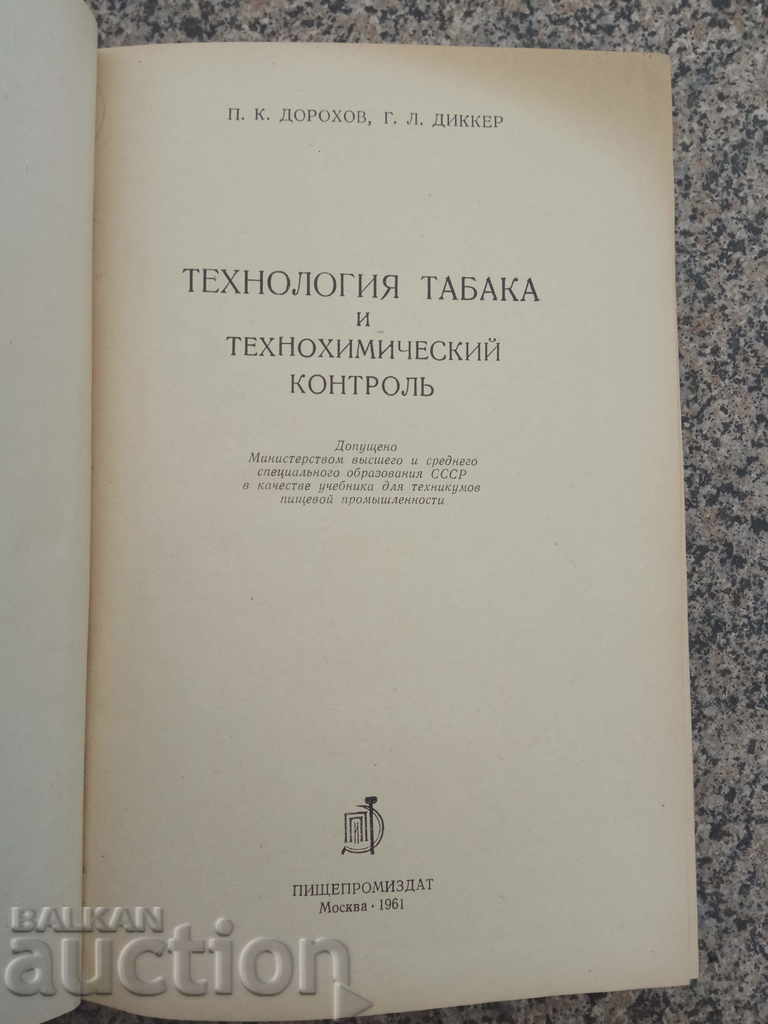 П. К. ДОРОХОВ, Г. Л. ДИККЕР
ТЕХНОЛОГИЯ ТАБАКА
И
ТЕХНОХИМИЧЕСКИЙ
КОНТРОЛЬ
Допущено
Министерством высшего и среднего
специального образования СССР
в качестве учебника для техникумов
пищевой промышленности
ПИЩЕПРОМИЗДАТ
Москва · 1961
BALKAN
auction